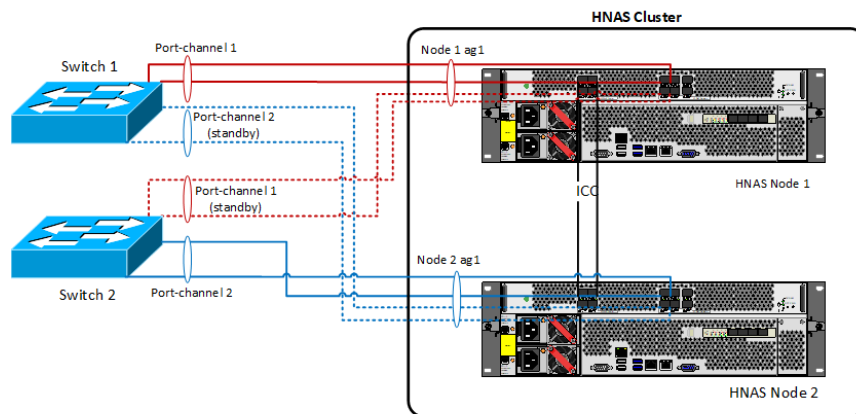 HNAS Cluster
Port-channel 1
Node 1 ag1
Switch 1
Port-channel 2
(standby)
ICC
HNAS Node 1
Port-channel 1
(standby)
Node 2 ag1
Switch 2
Port-channel 2
HNAS Node 2